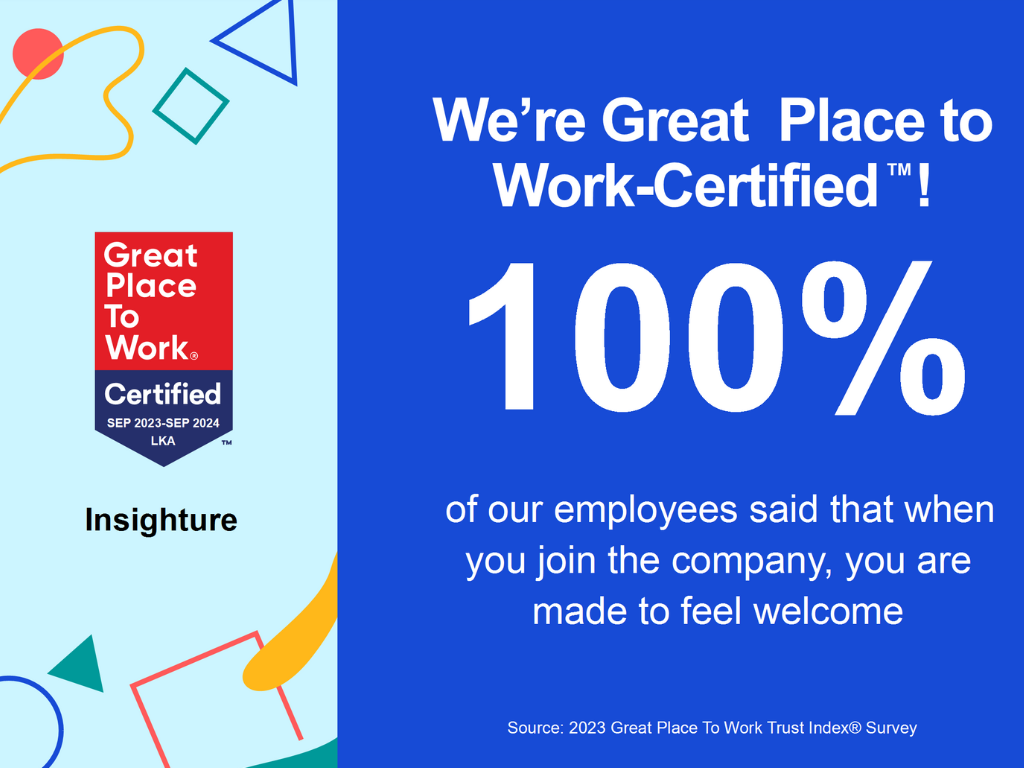 Great
Place
To
Work®
Certified
SEP 2023-SEP 2024
LKA
™
Insighture
We're Great Place to
Work-Certified™!
100%
of our employees said that when
you join the company, you are
made to feel welcome
Source: 2023 Great Place To Work Trust Index® Survey